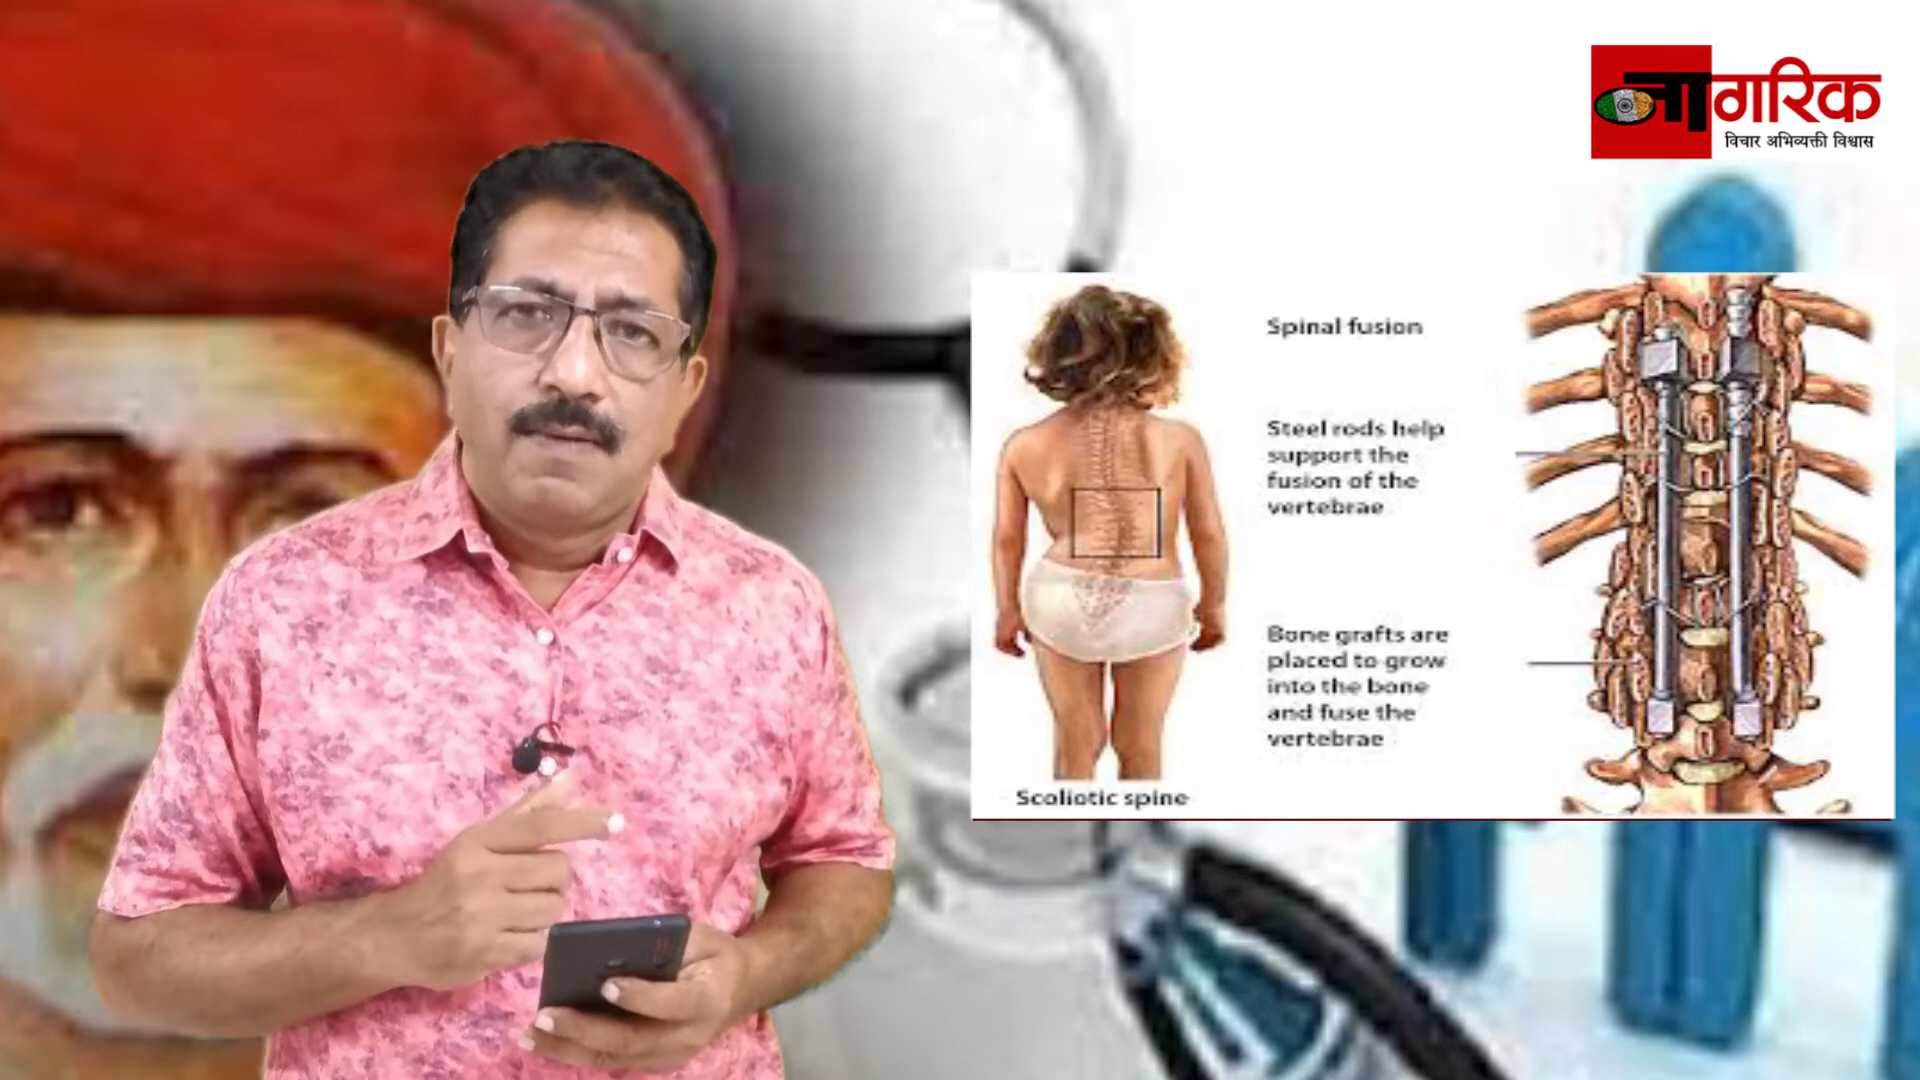 नागरिक
विचार अभिव्यक्ती विश्वास
Spinal fusion
Steel rods help
support the
fusion of the
vertebrae
Bone grafts are
placed to grow
into the bone
and fuse the
vertebrae
Scoliotic spine